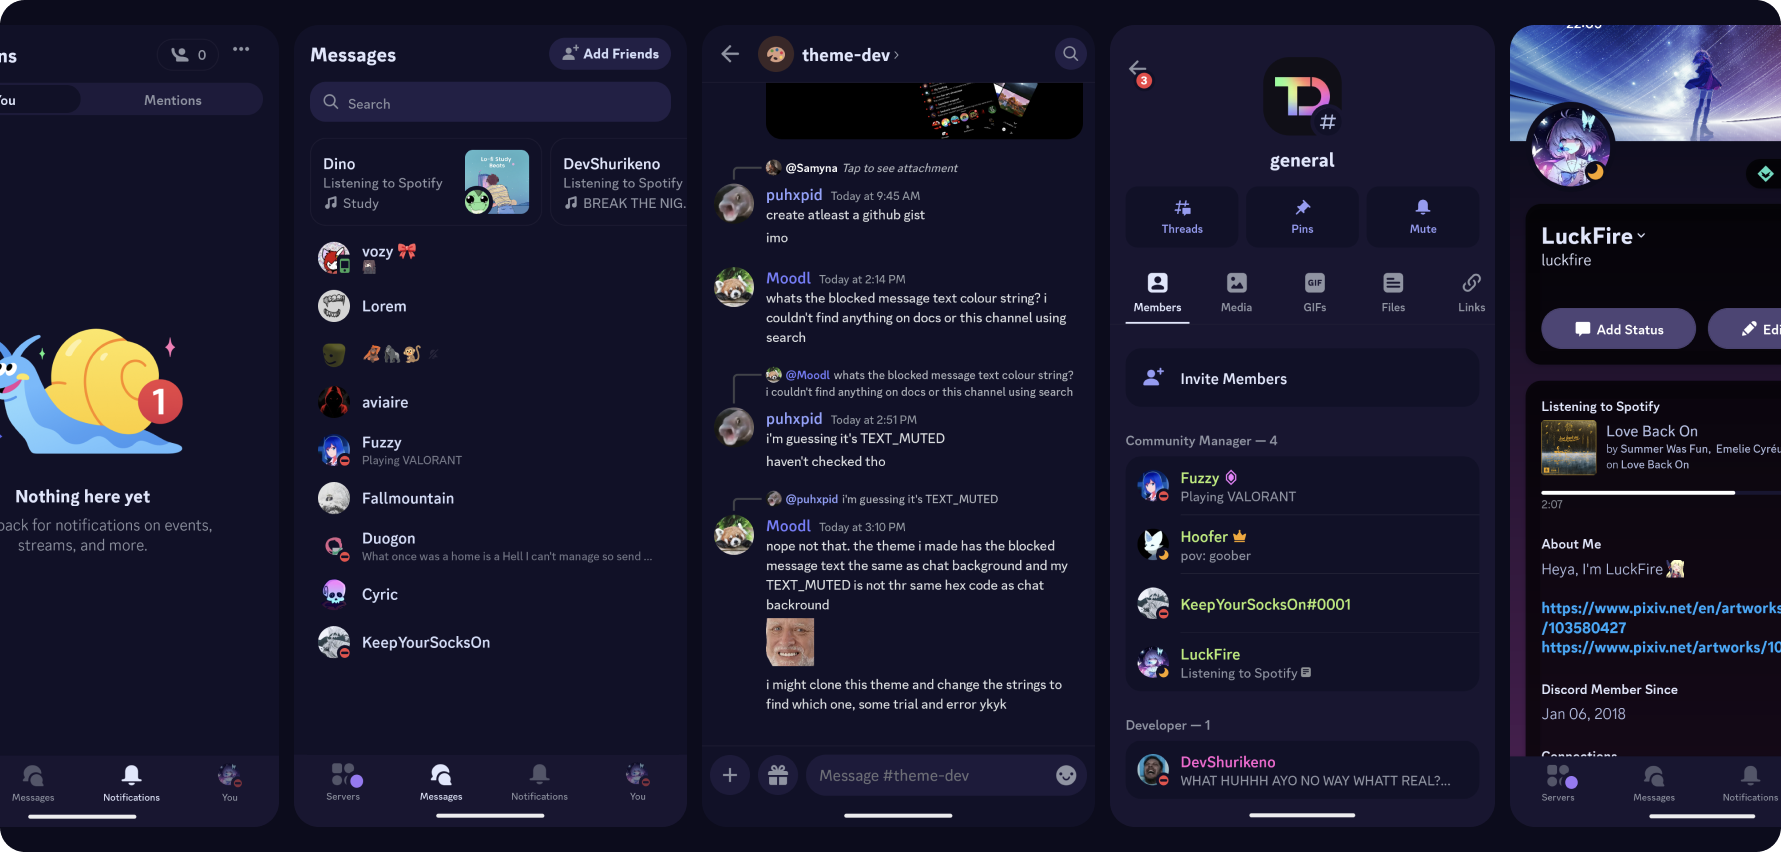 ns
0
You
Mentions
1
Nothing here yet
back for notifications on events,
streams, and more.
Messages
Notifications
You
Messages
Add Friends
Search
Dino
Listening to Spotify
Study
Lo-fi Study
Beats
DevShurikeno
Listening to Spotify
BREAK THE NIG.
vozy
Lorem
aviaire
Fuzzy
Playing VALORANT
Fallmountain
Duogon
What once was a home is a Hell I can't manage so send ...
Cyric
KeepYourSocksOn
Servers
Messages
Notifications
You
theme-dev
@Samyna Tap to see attachment
puhxpid Today at 9:45 AM
create atleast a github gist
imo
Moodl Today at 2:14 PM
whats the blocked message text colour string? i
couldn't find anything on docs or this channel using
search
@Moodl whats the blocked message text colour string?
i couldn't find anything on docs or this channel using search
puhxpid Today at 2:51 PM
i'm guessing it's TEXT_MUTED
haven't checked tho
@puhxpid i'm guessing it's TEXT_MUTED
Moodl Today at 3:10 PM
nope not that. the theme i made has the blocked
message text the same as chat background and my
TEXT_MUTED is not thr same hex code as chat
backround
i might clone this theme and change the strings to
find which one, some trial and error ykyk
Message #theme-dev
3
TD
#
general
Threads
Pins
Mute
GIF
Members
Media
GIFs
Files
Links
Invite Members
Community Manager — 4
Fuzzy
Playing VALORANT
Hoofer
pov: goober
KeepYourSocksOn#0001
LuckFire
Listening to Spotify
Developer — 1
DevShurikeno
WHAT HUHHH AYO NO WAY WHATT REAL?...
LuckFire
luckfire
Add Status
Edi
Listening to Spotify
Love Back On
by Summer Was Fun, Emelie Cyréu
on Love Back On
2:07
About Me
Heya, I'm LuckFire
https://www.pixiv.net/en/artworks
/103580427
https://www.pixiv.net/artworks/10
Discord Member Since
Jan 06, 2018
Connections
Servers
Messages
Notifications